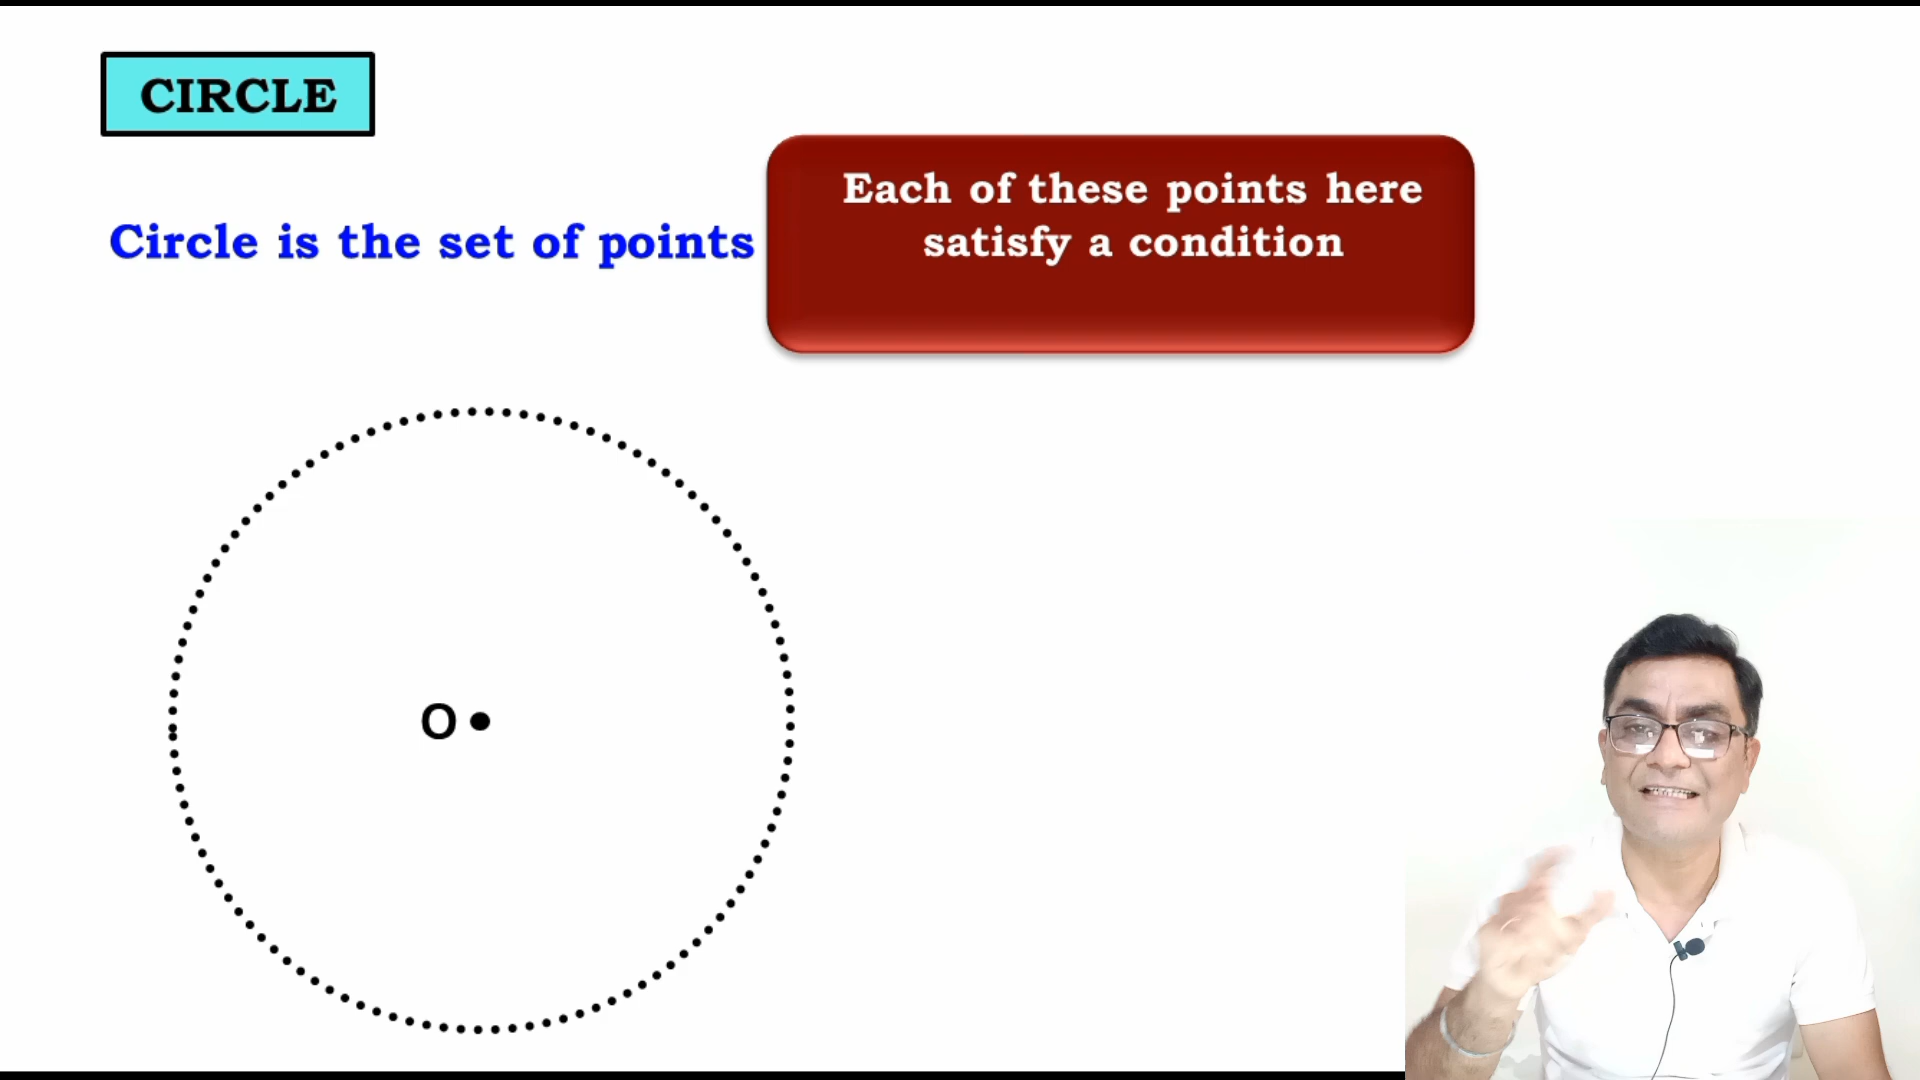 CIRCLE
Each of these points here
satisfy a condition
Circle is the set of points
O